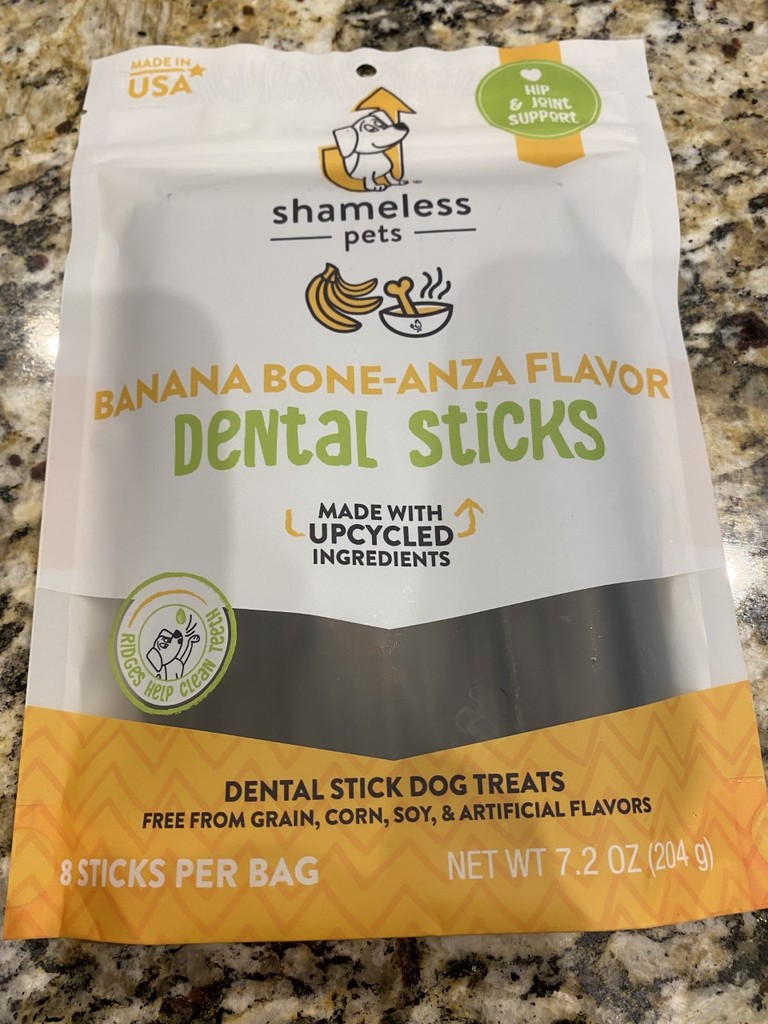 MADE IN
USA
HIP
& JOINT
SUPPORT
shameless
pets
BANANA BONE-ANZA FLAVOR
DENTAL STICKS
MADE WITH
UPCYCLED
INGREDIENTS
RIDGES HELP CLEAN TEETH
DENTAL STICK DOG TREATS
FREE FROM GRAIN, CORN, SOY, & ARTIFICIAL FLAVORS
8 STICKS PER BAG
NET WT 7.2 OZ (204 g)